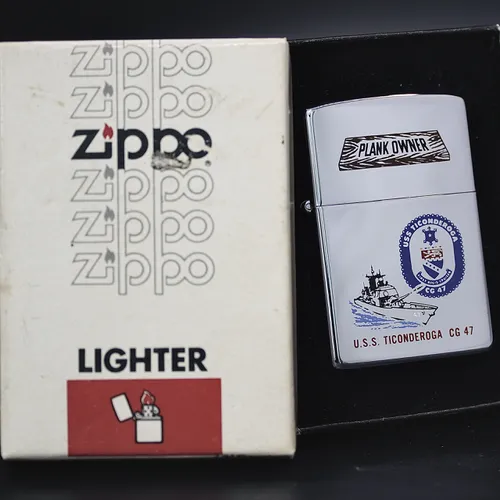 Zippo
Zippo
Zippo
Zippo
Zippo
Zippo
LIGHTER
PLANK OWNER
USS TICONDEROGA
CG 47
U.S.S. TICONDEROGA CG 47